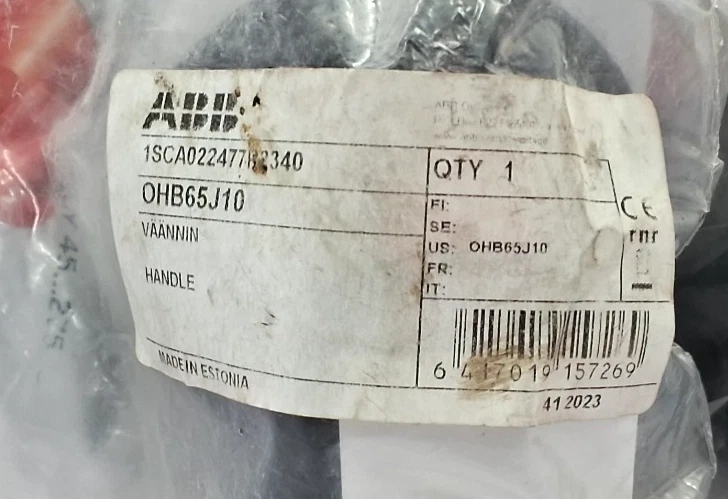 ABB
1SCA022477R2340
OHB65J10
VÄÄNNIN
HANDLE
MADE IN ESTONIA
QTY 1
FI:
SE:
US: OHB65J10
FR:
IT:
CE
6 417019 157269
41 2023